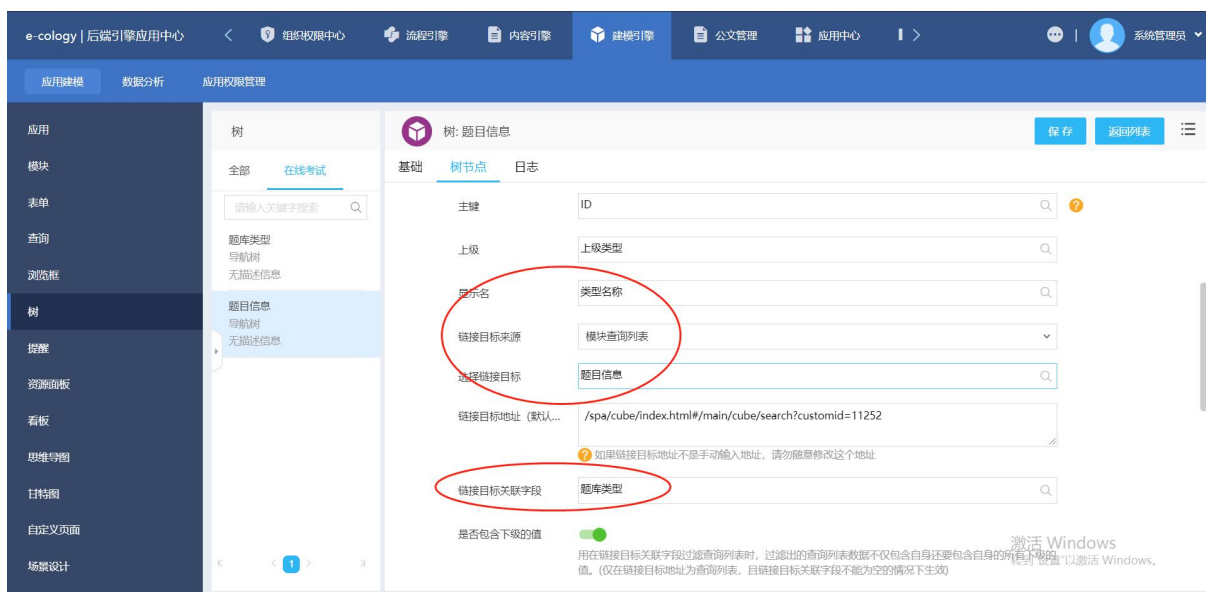 e-cology | 后端引擎应用中心 组织权限中心 流程引擎 内容引擎 建模引擎 公文管理 应用中心 系统管理员
应用建模 数据分析 应用权限管理
应用
模块
表单
查询
浏览框
树
提醒
资源面板
看板
思维导图
甘特图
自定义页面
场景设计
树
全部 在线考试
请输入关键字搜索
题库类型
导航树
无描述信息
题目信息
导航树
无描述信息
1
树: 题目信息 保存 返回列表
基础 树节点 日志
主键 ID
上级 上级类型
显示名 类型名称
链接目标来源 模块查询列表
选择链接目标 题目信息
链接目标地址（默认... /spa/cube/index.html#/main/cube/search?customid=11252
如果链接目标地址不是手动输入地址，请勿随意修改这个地址
链接目标关联字段 题库类型
是否包含下级的值
用在链接目标关联字段过滤查询列表时，过滤出的查询列表数据不仅包含自身还要包含自身的所有下级的
值。(仅在链接目标地址为查询列表，且链接目标关联字段不能为空的情况下生效)
激活 Windows
转到"设置"以激活 Windows。